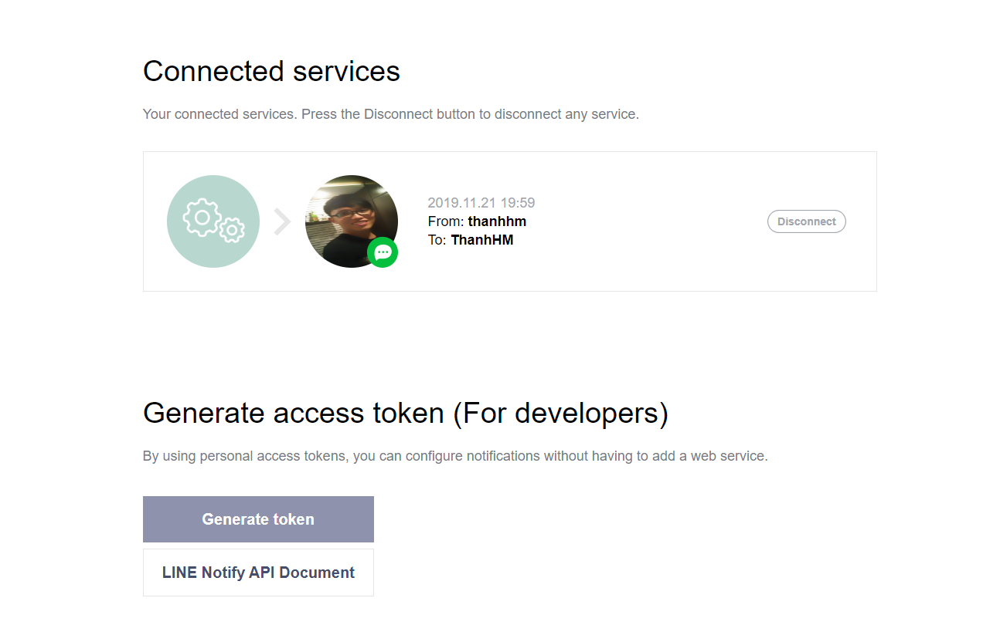 Connected services
Your connected services. Press the Disconnect button to disconnect any service.
2019.11.21 19:59
From: thanhhm
To: ThanhHM
Disconnect
Generate access token (For developers)
By using personal access tokens, you can configure notifications without having to add a web service.
Generate token
LINE Notify API Document